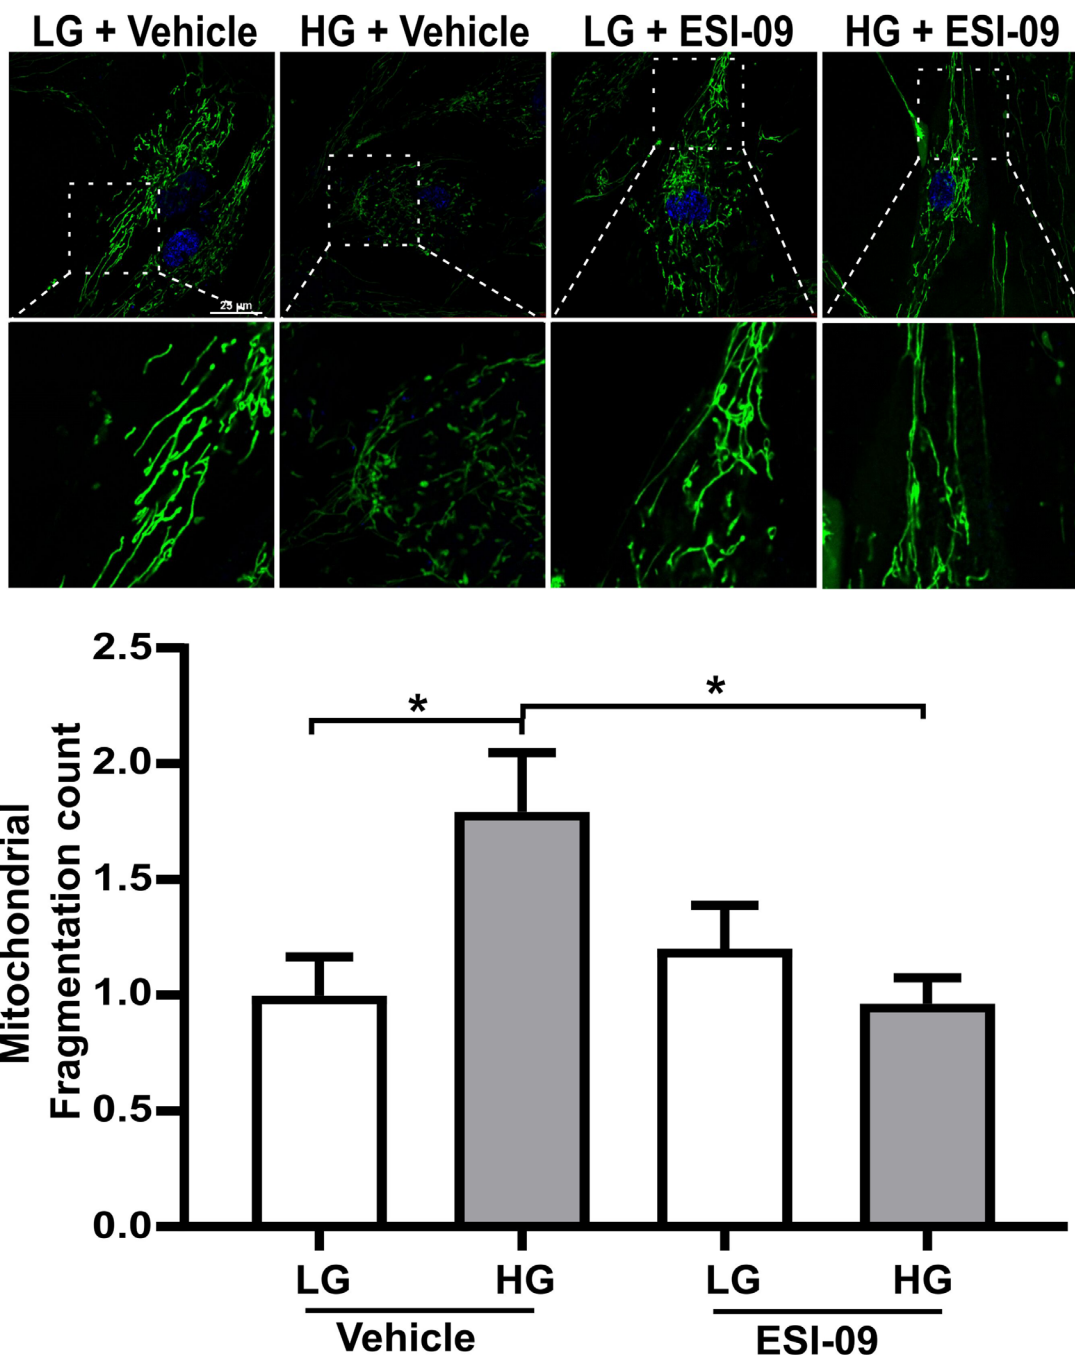 LG + Vehicle
HG + Vehicle
LG + ESI-09
HG + ESI-09
25 μm
Mitochondrial
Fragmentation count
2.5
2.0
1.5
1.0
0.5
0.0
*
*
LG
HG
LG
HG
Vehicle
ESI-09